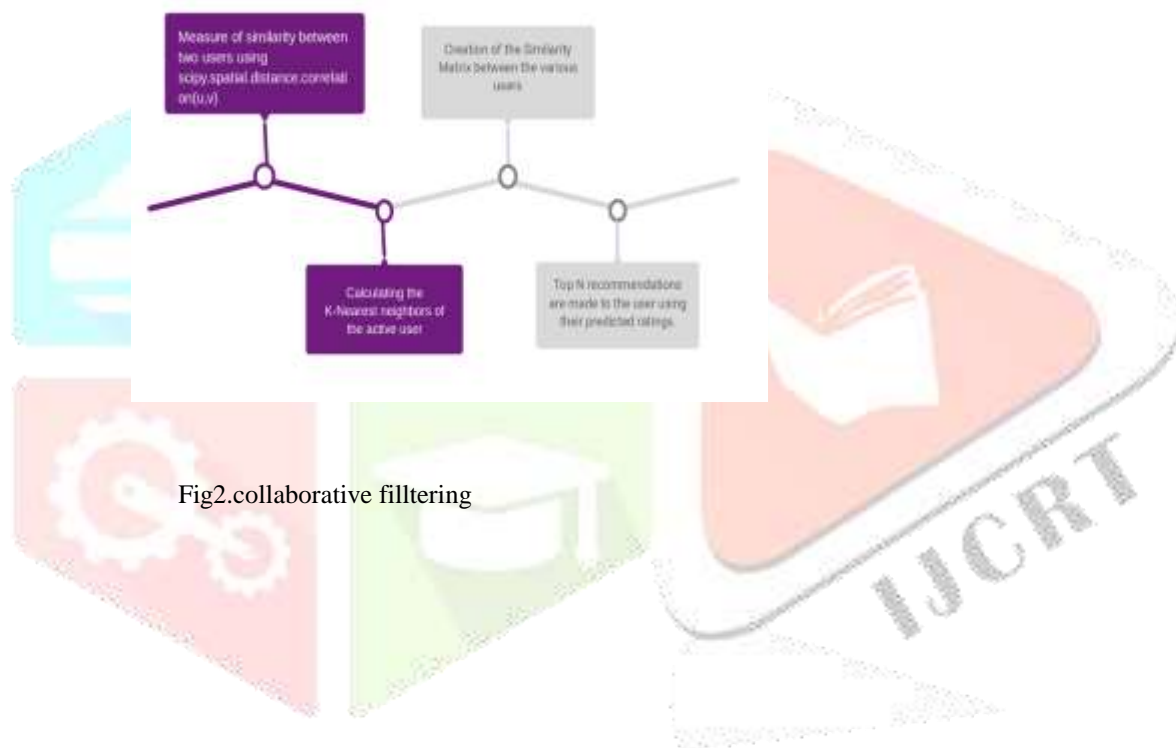 Measure of similarity between
two users using
scipy.spatial.distance.correlati
on(u,v)
Creation of the Similarity
Matrix between the various
users
Calculating the
K-Nearest neighbors of
the active user
Top N recommendations
are made to the user using
their predicted ratings.
Fig2.collaborative filltering
IJCRT